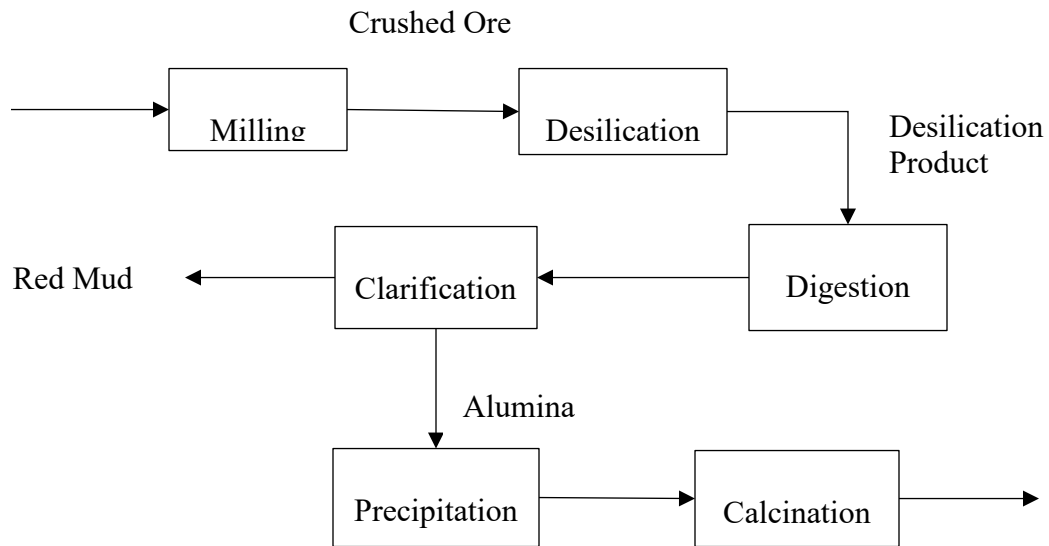 Crushed Ore
Milling
Desilication
Desilication
Product
Red Mud
Clarification
Digestion
Alumina
Precipitation
Calcination